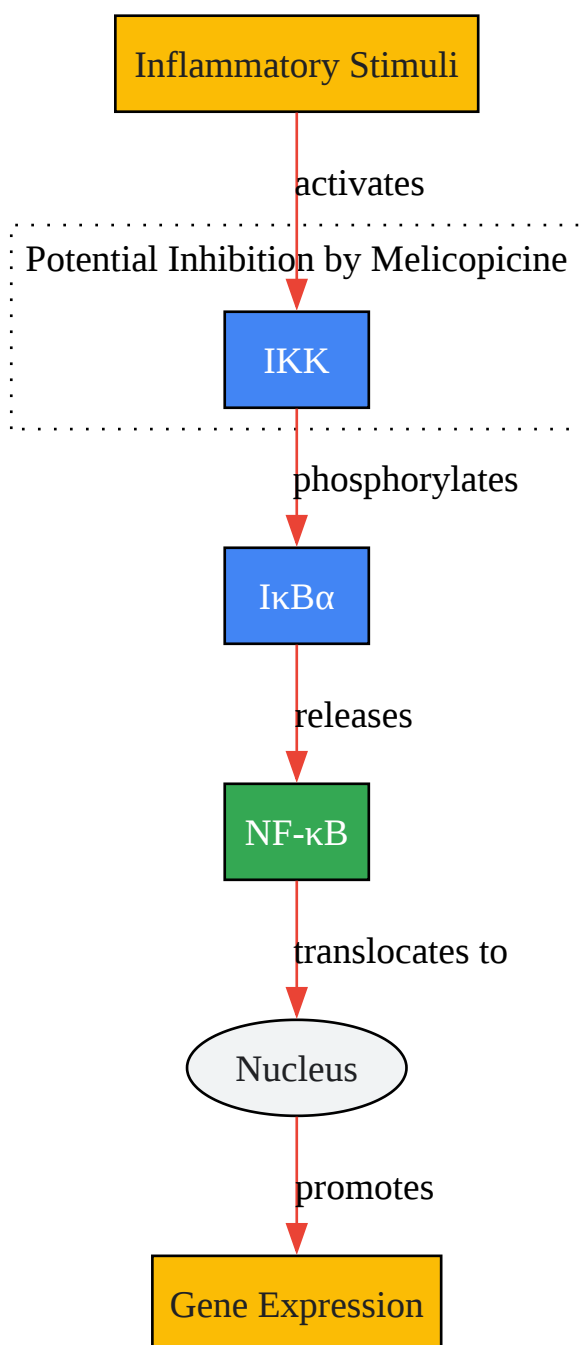 Inflammatory Stimuli
activates
Potential Inhibition by Melicopicine
IKK
phosphorylates
IκBα
releases
NF-κB
translocates to
Nucleus
promotes
Gene Expression